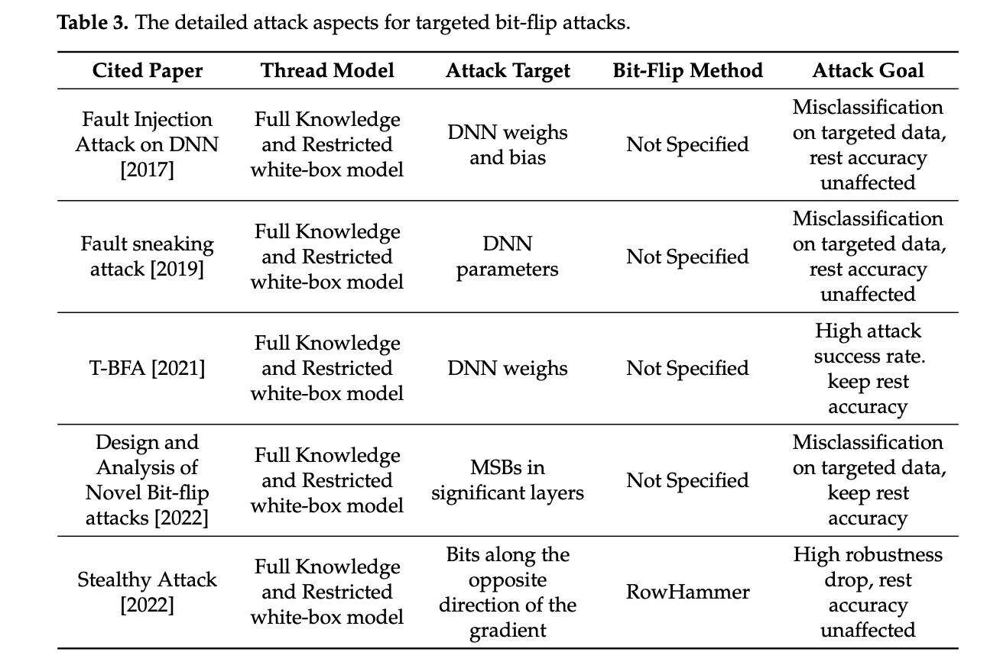 Table 3. The detailed attack aspects for targeted bit-flip attacks.
Cited Paper Thread Model Attack Target Bit-Flip Method Attack Goal
Fault Injection
Attack on DNN
[2017]
Full Knowledge
and Restricted
white-box model
DNN weighs
and bias
Not Specified
Misclassification
on targeted data,
rest accuracy
unaffected
Fault sneaking
attack [2019]
Full Knowledge
and Restricted
white-box model
DNN
parameters
Not Specified
Misclassification
on targeted data,
rest accuracy
unaffected
T-BFA [2021]
Full Knowledge
and Restricted
white-box model
DNN weighs
Not Specified
High attack
success rate.
keep rest
accuracy
Design and
Analysis of
Novel Bit-flip
attacks [2022]
Full Knowledge
and Restricted
white-box model
MSBs in
significant layers
Not Specified
Misclassification
on targeted data,
keep rest
accuracy
Stealthy Attack
[2022]
Full Knowledge
and Restricted
white-box model
Bits along the
opposite
direction of the
gradient
RowHammer
High robustness
drop, rest
accuracy
unaffected